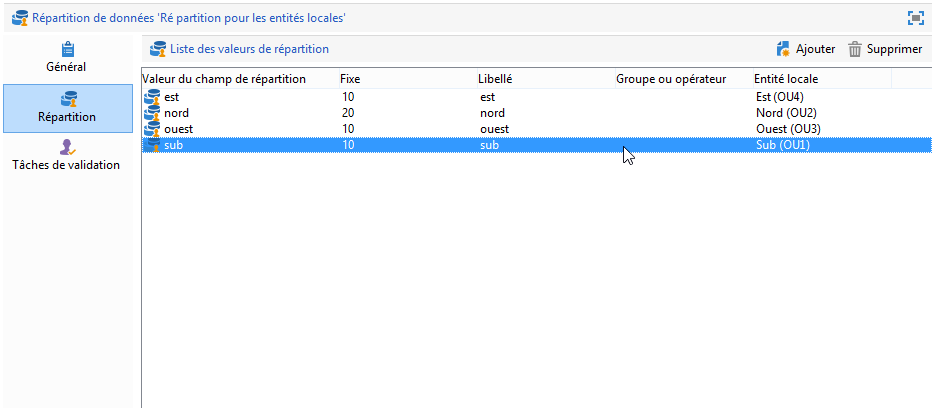 Répartition de données 'Ré partition pour les entités locales'
Général
Répartition
Tâches de validation
Liste des valeurs de répartition
Ajouter
Supprimer
Valeur du champ de répartition Fixe Libellé Groupe ou opérateur Entité locale
est 10 est Est (OU4)
nord 20 nord Nord (OU2)
ouest 10 ouest Ouest (OU3)
sub 10 sub Sub (OU1)